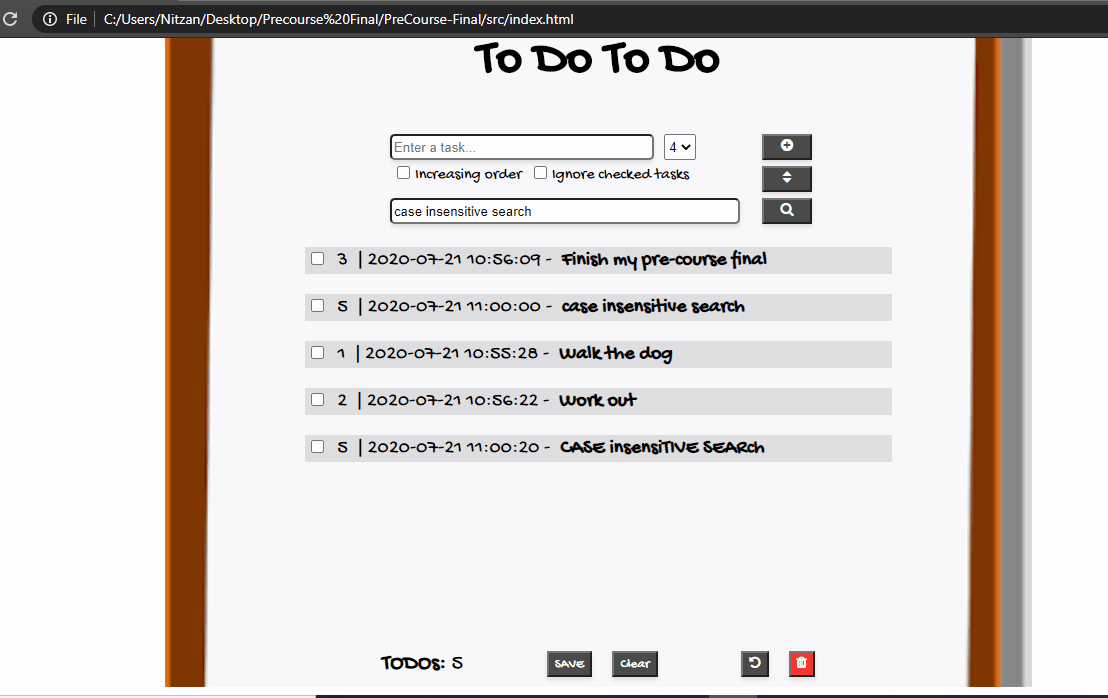 File C:/Users/Nitzan/Desktop/Precourse%20Final/PreCourse-Final/src/index.html
To Do To Do
Enter a task... 4
Increasing order Ignore checked tasks
case insensitive search
3 | 2020-07-21 10:56:09 - Finish my pre-course final
5 | 2020-07-21 11:00:00 - case insensitive search
1 | 2020-07-21 10:55:28 - Walk the dog
2 | 2020-07-21 10:56:22 - Work out
5 | 2020-07-21 11:00:20 - CASE insensiTIVE SEARch
TODOs: 5 SAVE Clear